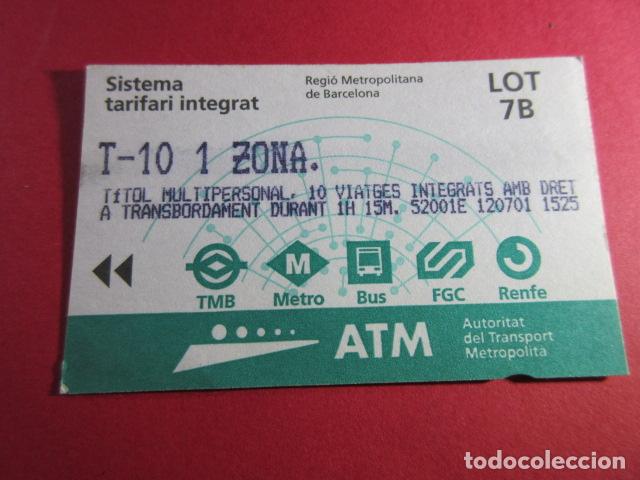 Sistema
tarifari integrat
Regió Metropolitana
de Barcelona
LOT
7B
T-10 1 ZONA.
TíTOL MULTIPERSONAL, 10 VIATGES INTEGRATS AMB DRET
A TRANSBORDAMENT DURANT 1H 15M. 52001E 120701 1525
TMB
M
Metro
Bus
FGC
Renfe
ATM
Autoritat
del Transport
Metropolità
todocoleccion.net